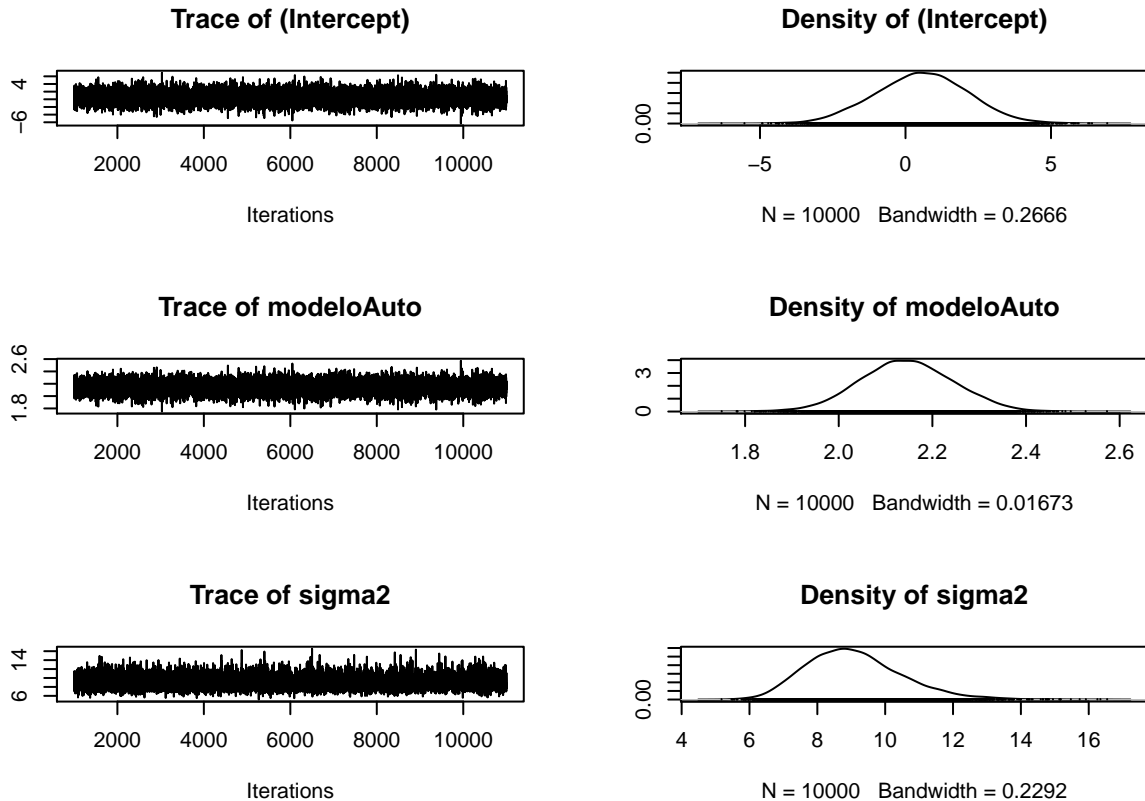 Trace of (Intercept)
−6 4
2000 4000 6000 8000 10000
Iterations
Density of (Intercept)
0.00
−5 0 5
N = 10000 Bandwidth = 0.2666
Trace of modeloAuto
1.8 2.6
2000 4000 6000 8000 10000
Iterations
Density of modeloAuto
0 3
1.8 2.0 2.2 2.4 2.6
N = 10000 Bandwidth = 0.01673
Trace of sigma2
6 14
2000 4000 6000 8000 10000
Iterations
Density of sigma2
0.00
4 6 8 10 12 14 16
N = 10000 Bandwidth = 0.2292